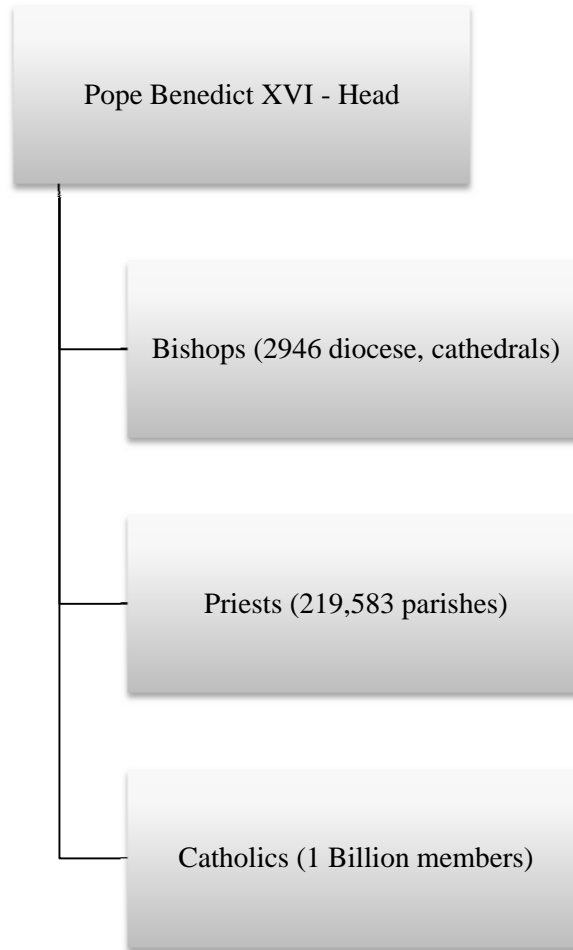 Pope Benedict XVI - Head
Bishops (2946 diocese, cathedrals)
Priests (219,583 parishes)
Catholics (1 Billion members)